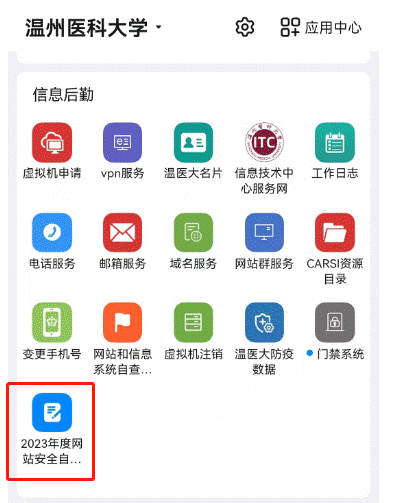 温州医科大学
应用中心
信息后勤
虚拟机申请
vpn服务
温医大名片
信息技术中
心服务网
工作日志
电话服务
邮箱服务
域名服务
网站群服务
CARSI资源
目录
变更手机号
网站和信息
系统自查...
虚拟机注销
温医大防疫
数据
门禁系统
2023年度网
站安全自...
ITC